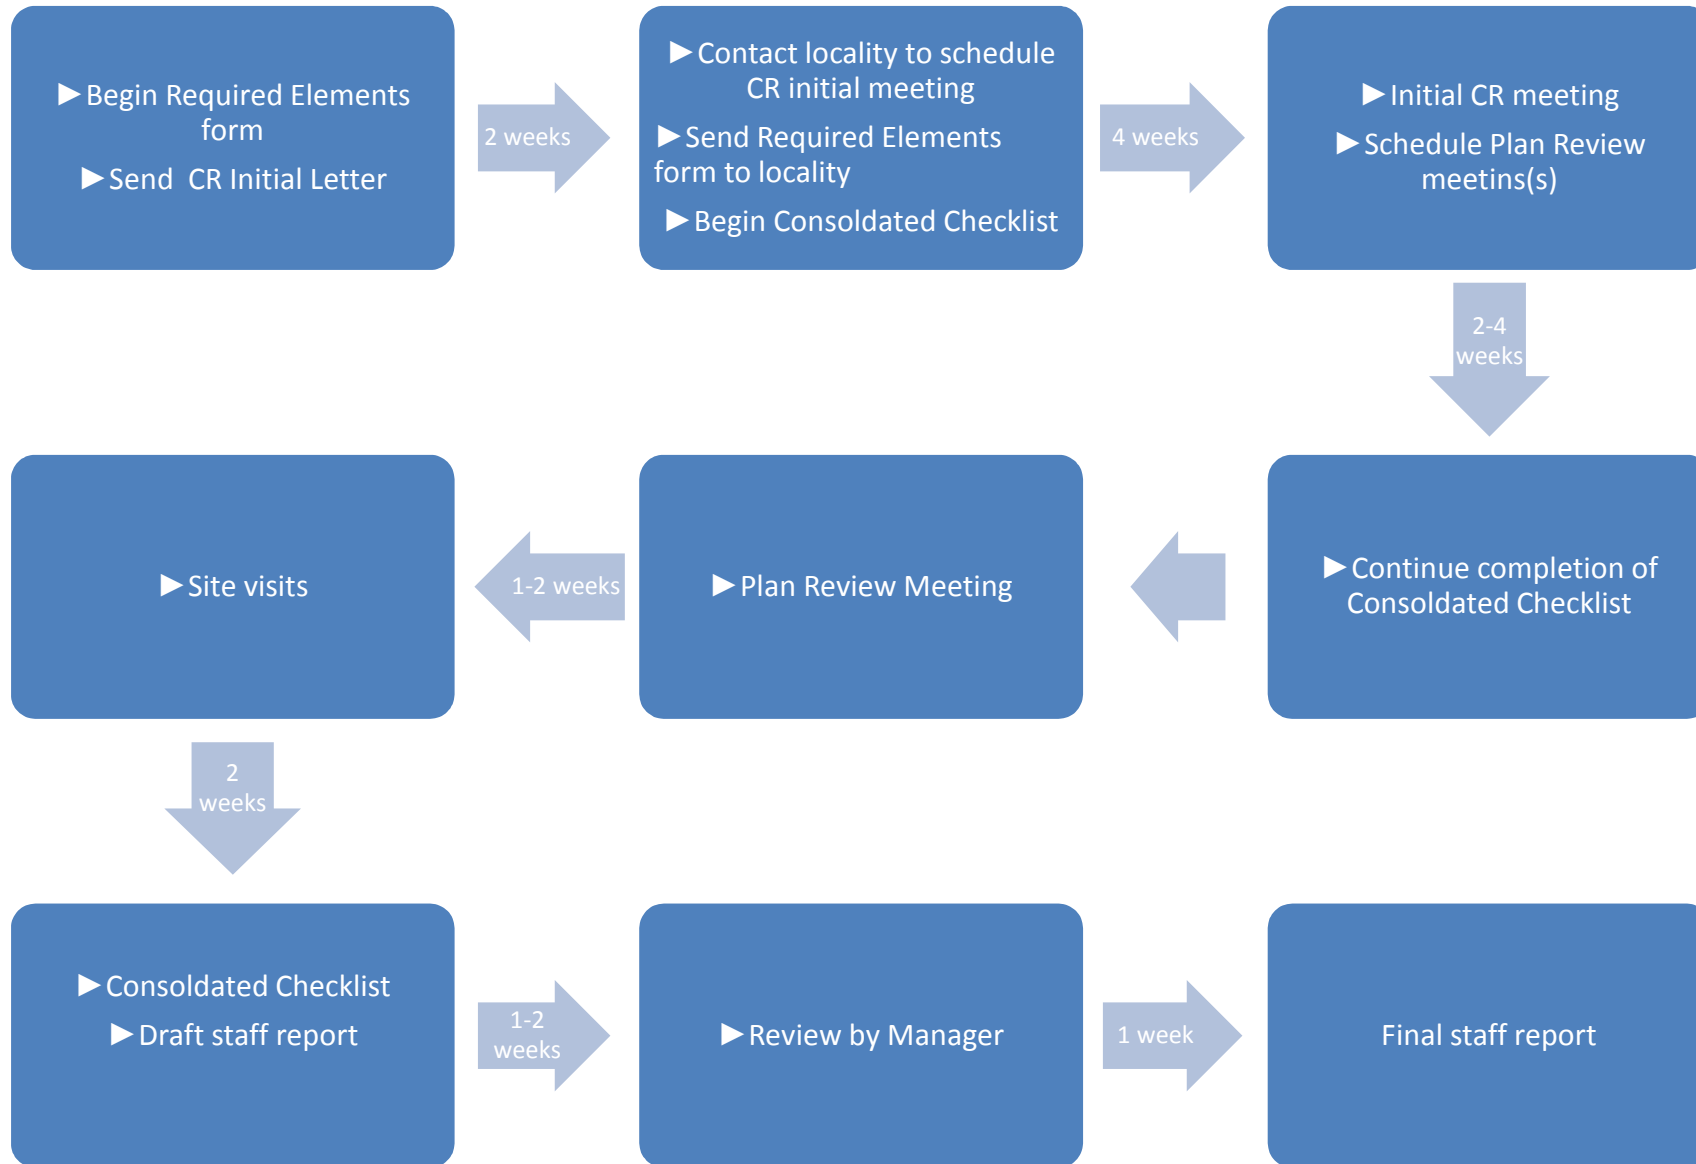 ►Begin Required Elements
form
►Send CR Initial Letter
2 weeks
►Contact locality to schedule
CR initial meeting
►Send Required Elements
form to locality
►Begin Consoldated Checklist
4 weeks
►Initial CR meeting
►Schedule Plan Review
meetins(s)
2-4
weeks
►Continue completion of
Consoldated Checklist
►Plan Review Meeting
1-2 weeks
►Site visits
2
weeks
►Consoldated Checklist
►Draft staff report
1-2
weeks
►Review by Manager
1 week
Final staff report